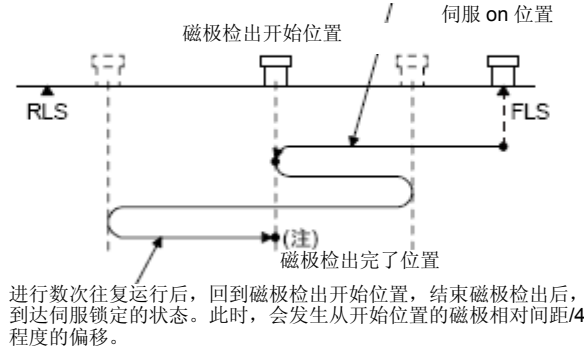 伺服 on 位置
磁极检出开始位置
RLS
FLS
(注)
磁极检出完了位置
进行数次往复运行后，回到磁极检出开始位置，结束磁极检出后，
到达伺服锁定的状态。此时，会发生从开始位置的磁极相对间距/4
程度的偏移。